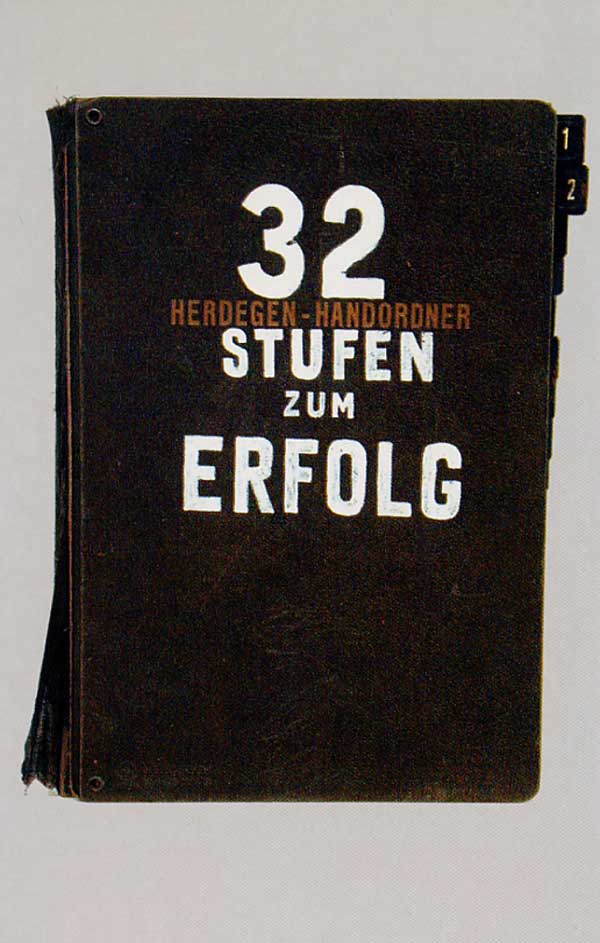 32
HERDEGEN-HANDORDNER
STUFEN
ZUM
ERFOLG
1
2